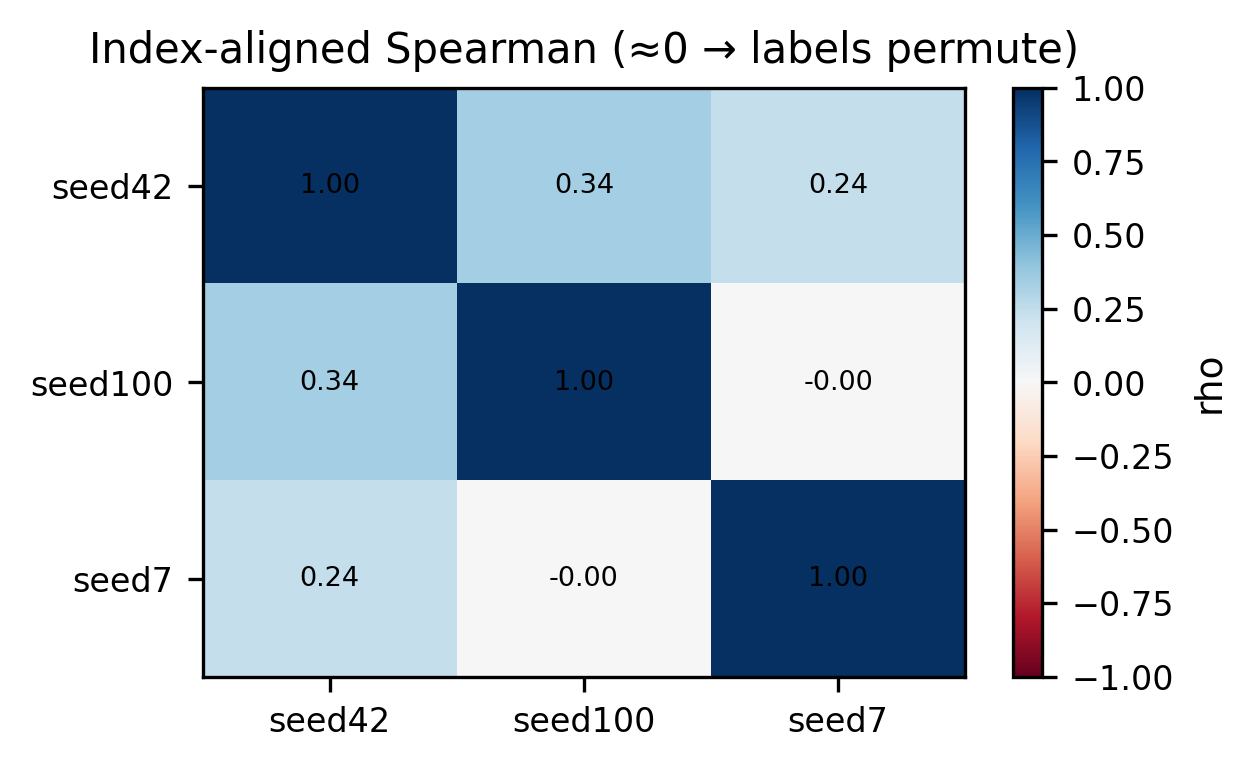 Index-aligned Spearman (≈0 → labels permute)
seed42
1.00
0.34
0.24
seed100
0.34
1.00
-0.00
seed7
0.24
-0.00
1.00
seed42
seed100
seed7
1.00
0.75
0.50
0.25
0.00
−0.25
−0.50
−0.75
−1.00
rho